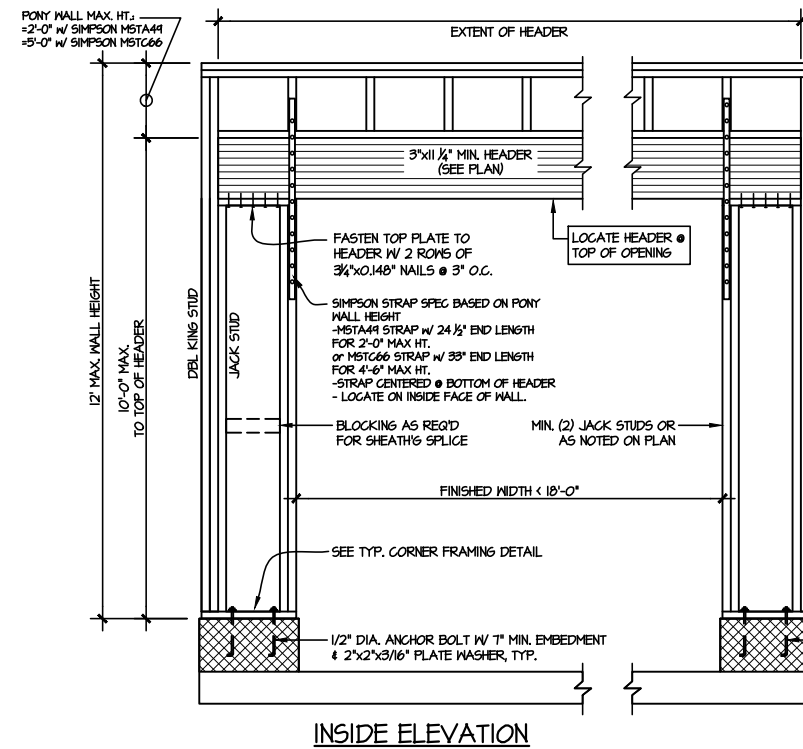 PONY WALL MAX. HT.:
=2'-0" W/ SIMPSON MSTA49
=5'-0" W/ SIMPSON MSTC66
EXTENT OF HEADER
3"x11 1/4" MIN. HEADER
(SEE PLAN)
FASTEN TOP PLATE TO
HEADER W/ 2 ROWS OF
3 1/4"x0.148" NAILS @ 3" O.C.
LOCATE HEADER @
TOP OF OPENING
SIMPSON STRAP SPEC BASED ON PONY
WALL HEIGHT
-MSTA49 STRAP W/ 24 1/2" END LENGTH
FOR 2'-0" MAX HT.
or MSTC66 STRAP W/ 33" END LENGTH
FOR 4'-6" MAX HT.
-STRAP CENTERED @ BOTTOM OF HEADER
- LOCATE ON INSIDE FACE OF WALL.
12' MAX. WALL HEIGHT
10'-0" MAX.
TO TOP OF HEADER
DBL KING STUD
JACK STUD
BLOCKING AS REQ'D
FOR SHEATH'G SPLICE
MIN. (2) JACK STUDS OR
AS NOTED ON PLAN
FINISHED WIDTH < 18'-0"
SEE TYP. CORNER FRAMING DETAIL
1/2" DIA. ANCHOR BOLT W/ 7" MIN. EMBEDMENT
& 2"x2"x3/16" PLATE WASHER, TYP.
INSIDE ELEVATION